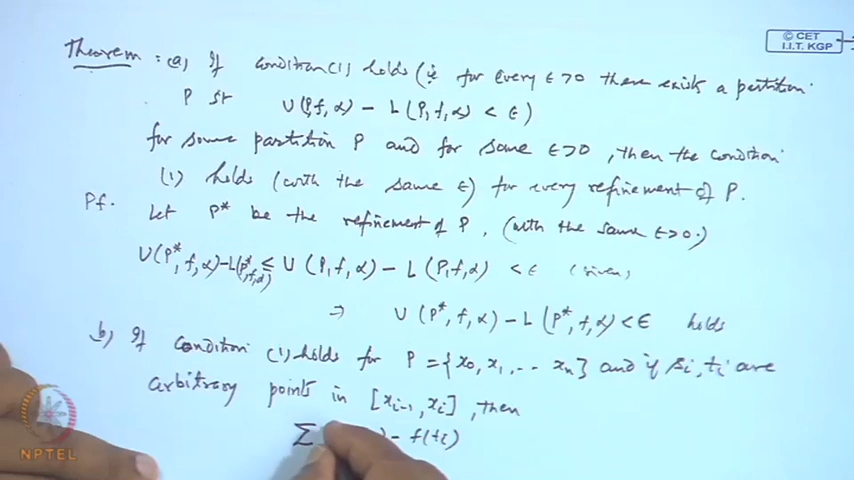 © CET
I.I.T. KGP
Theorem : (a) If condition (1) holds (ie for every ε>0 there exists a partition
P st U(P,f,α) - L(P,f,α) < ε)
for some partition P and for some ε>0, then the condition
(1) holds (with the same ε) for every refinement of P.
Pf. Let P* be the refinement of P, (with the same ε>0.)
U(P*,f,α)-L(P*,f,α) ≤ U(P,f,α) - L(P,f,α) < ε (given)
⇒ U(P*,f,α) - L(P*,f,α) < ε holds
b) If Condition (1) holds for P = {x0, x1, ... xn} and if si, ti are
arbitrary points in [xi-1, xi], then
Σ ) - f(ti)
NPTEL